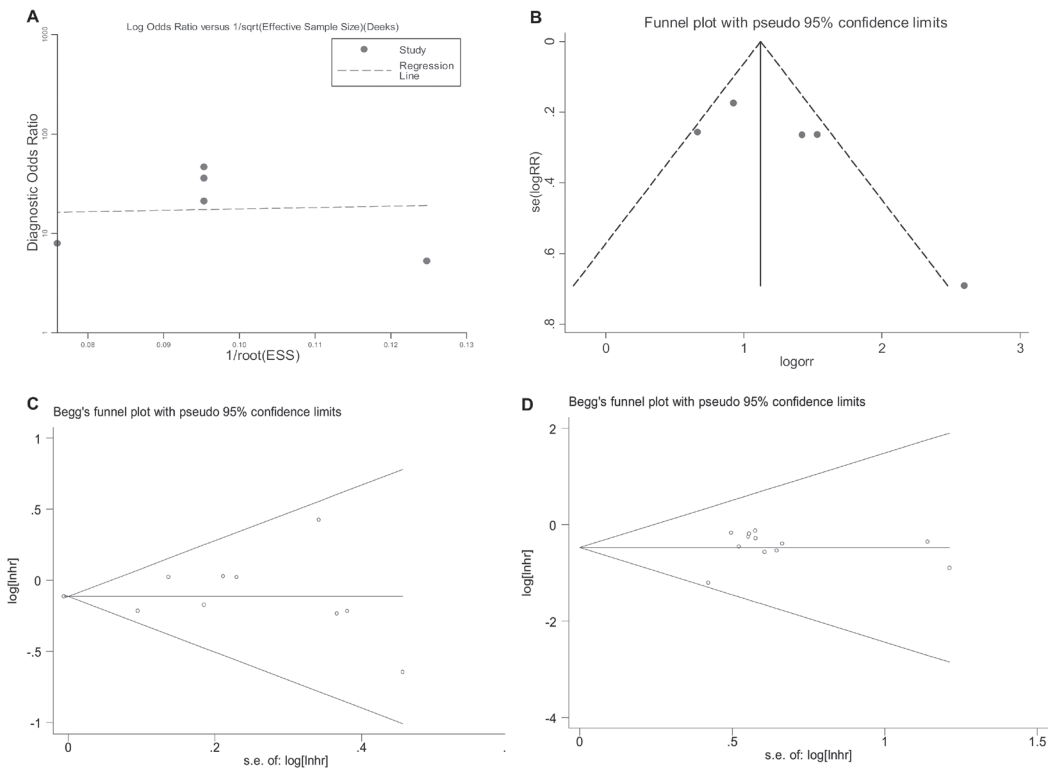 A
Log Odds Ratio versus 1/sqrt(Effective Sample Size)(Deeks)
Study
Regression
Line
Diagnostic Odds Ratio
1000
100
10
1
0.08 0.09 0.10 0.11 0.12 0.13
1/root(ESS)
B
Funnel plot with pseudo 95% confidence limits
se(logRR)
0
.2
.4
.6
.8
0 1 2 3
logorr
C
Begg's funnel plot with pseudo 95% confidence limits
log[lnhr]
1
.5
0
-.5
-1
0 .2 .4 .
s.e. of: log[lnhr]
D
Begg's funnel plot with pseudo 95% confidence limits
log[lnhr]
2
0
-2
-4
0 .5 1 1.5
s.e. of: log[lnhr]